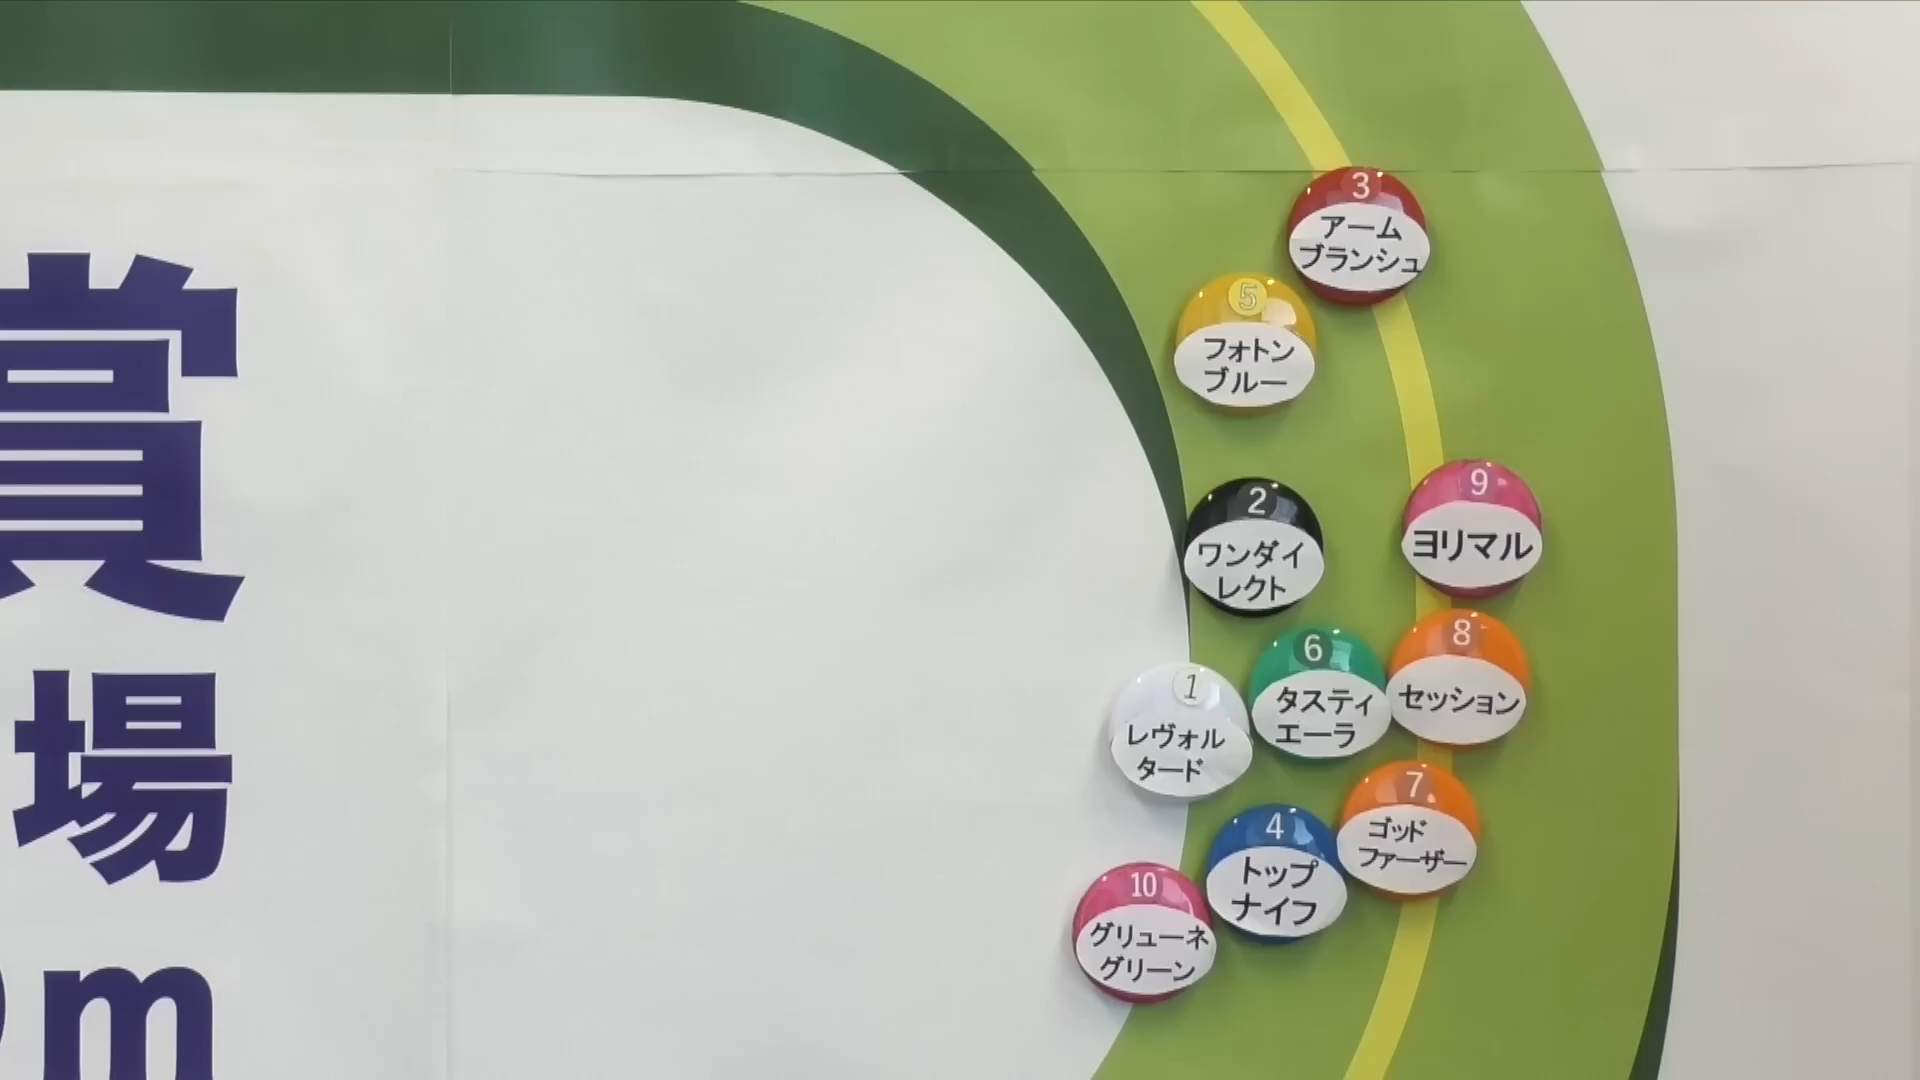 賞
場
m
3
アーム
ブランシュ
5
フォトン
ブルー
2
ワンダイ
レクト
9
ヨリマル
8
セッション
6
タスティ
エーラ
1
レヴォル
タード
7
ゴッド
ファーザー
4
トップ
ナイフ
10
グリューネ
グリーン